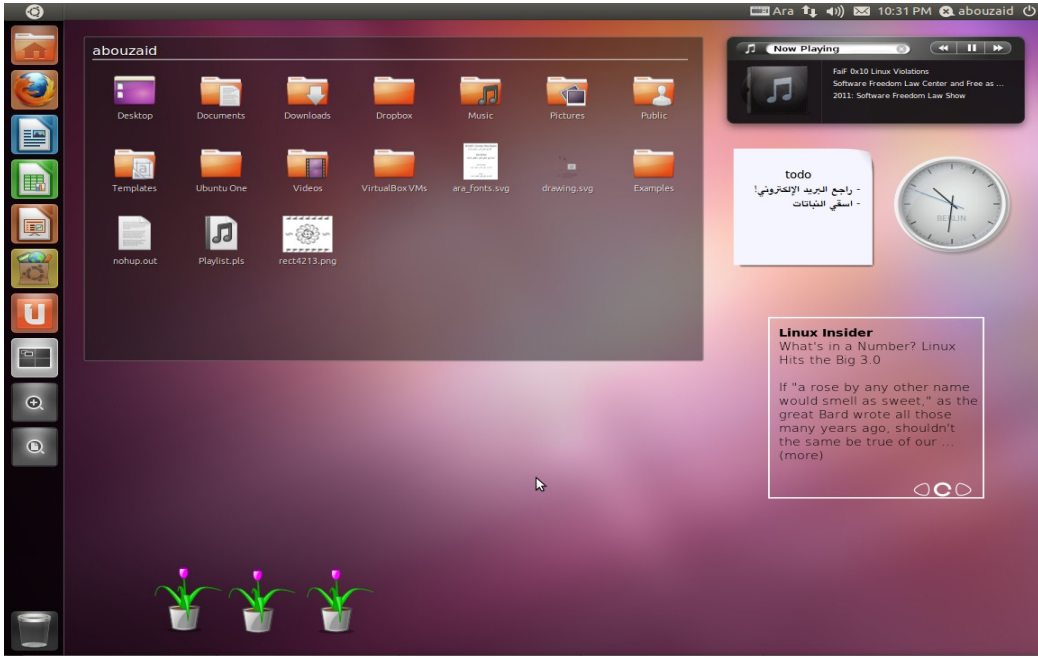 Ara
10:31 PM
abouzaid
abouzaid
Desktop
Documents
Downloads
Dropbox
Music
Pictures
Public
Templates
Ubuntu One
Videos
VirtualBox VMs
ara_fonts.svg
drawing.svg
Examples
nohup.out
Playlist.pls
rect4213.png
Now Playing
FaiF 0x10 Linux Violations
Software Freedom Law Center and Free as ...
2011: Software Freedom Law Show
todo
- راجع البريد الإلكتروني!
- اسقي النباتات
BERLIN
Linux Insider
What's in a Number? Linux
Hits the Big 3.0
If "a rose by any other name
would smell as sweet," as the
great Bard wrote all those
many years ago, shouldn't
the same be true of our ...
(more)